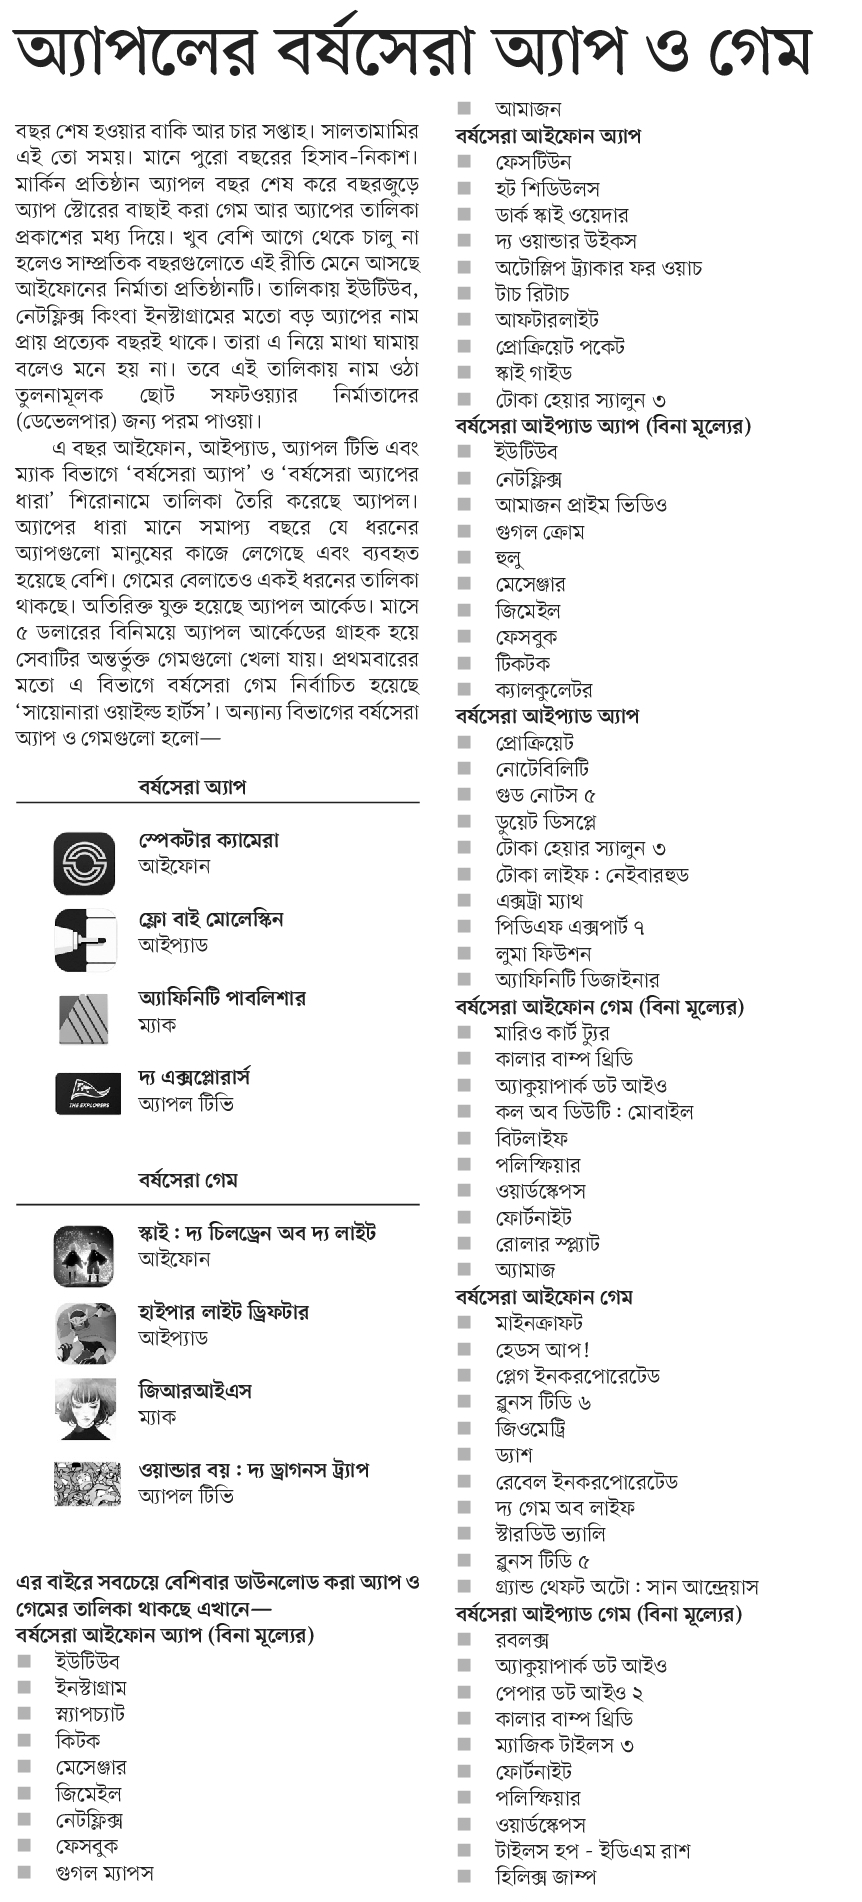 অ্যাপলের বর্ষসেরা অ্যাপ ও গেম
বছর শেষ হওয়ার বাকি আর চার সপ্তাহ। সালতামামির
এই তো সময়। মানে পুরো বছরের হিসাব-নিকাশ।
মার্কিন প্রতিষ্ঠান অ্যাপল বছর শেষ করে বছরজুড়ে
অ্যাপ স্টোরের বাছাই করা গেম আর অ্যাপের তালিকা
প্রকাশের মধ্য দিয়ে। খুব বেশি আগে থেকে চালু না
হলেও সাম্প্রতিক বছরগুলোতে এই রীতি মেনে আসছে
আইফোনের নির্মাতা প্রতিষ্ঠানটি। তালিকায় ইউটিউব,
নেটফ্লিক্স কিংবা ইনস্টাগ্রামের মতো বড় অ্যাপের নাম
প্রায় প্রত্যেক বছরই থাকে। তারা এ নিয়ে মাথা ঘামায়
বলেও মনে হয় না। তবে এই তালিকায় নাম ওঠা
তুলনামূলক ছোট সফটওয়্যার নির্মাতাদের
(ডেভেলপার) জন্য পরম পাওয়া।
এ বছর আইফোন, আইপ্যাড, অ্যাপল টিভি এবং
ম্যাক বিভাগে ‘বর্ষসেরা অ্যাপ’ ও ‘বর্ষসেরা অ্যাপের
ধারা’ শিরোনামে তালিকা তৈরি করেছে অ্যাপল।
অ্যাপের ধারা মানে সমাপ্য বছরে যে ধরনের
অ্যাপগুলো মানুষের কাজে লেগেছে এবং ব্যবহৃত
হয়েছে বেশি। গেমের বেলাতেও একই ধরনের তালিকা
থাকছে। অতিরিক্ত যুক্ত হয়েছে অ্যাপল আর্কেড। মাসে
৫ ডলারের বিনিময়ে অ্যাপল আর্কেডের গ্রাহক হয়ে
সেবাটির অন্তর্ভুক্ত গেমগুলো খেলা যায়। প্রথমবারের
মতো এ বিভাগে বর্ষসেরা গেম নির্বাচিত হয়েছে
‘সায়োনারা ওয়াইল্ড হার্টস’। অন্যান্য বিভাগের বর্ষসেরা
অ্যাপ ও গেমগুলো হলো—
বর্ষসেরা অ্যাপ
স্পেকটার ক্যামেরা
আইফোন
ফ্লো বাই মোলেস্কিন
আইপ্যাড
অ্যাফিনিটি পাবলিশার
ম্যাক
THE EXPLORERS
দ্য এক্সপ্লোরার্স
অ্যাপল টিভি
বর্ষসেরা গেম
স্কাই : দ্য চিলড্রেন অব দ্য লাইট
আইফোন
হাইপার লাইট ড্রিফটার
আইপ্যাড
জিআরআইএস
ম্যাক
ওয়ান্ডার বয় : দ্য ড্রাগনস ট্র্যাপ
অ্যাপল টিভি
এর বাইরে সবচেয়ে বেশিবার ডাউনলোড করা অ্যাপ ও
গেমের তালিকা থাকছে এখানে—
বর্ষসেরা আইফোন অ্যাপ (বিনা মূল্যের)
ইউটিউব
ইনস্টাগ্রাম
স্ন্যাপচ্যাট
কিটক
মেসেঞ্জার
জিমেইল
নেটফ্লিক্স
ফেসবুক
গুগল ম্যাপস
আমাজন
বর্ষসেরা আইফোন অ্যাপ
ফেসটিউন
হট শিডিউলস
ডার্ক স্কাই ওয়েদার
দ্য ওয়ান্ডার উইকস
অটোস্লিপ ট্র্যাকার ফর ওয়াচ
টাচ রিটাচ
আফটারলাইট
প্রোক্রিয়েট পকেট
স্কাই গাইড
টোকা হেয়ার স্যালুন ৩
বর্ষসেরা আইপ্যাড অ্যাপ (বিনা মূল্যের)
ইউটিউব
নেটফ্লিক্স
আমাজন প্রাইম ভিডিও
গুগল ক্রোম
হুলু
মেসেঞ্জার
জিমেইল
ফেসবুক
টিকটক
ক্যালকুলেটর
বর্ষসেরা আইপ্যাড অ্যাপ
প্রোক্রিয়েট
নোটেবিলিটি
গুড নোটস ৫
ডুয়েট ডিসপ্লে
টোকা হেয়ার স্যালুন ৩
টোকা লাইফ : নেইবারহুড
এক্সট্রা ম্যাথ
পিডিএফ এক্সপার্ট ৭
লুমা ফিউশন
অ্যাফিনিটি ডিজাইনার
বর্ষসেরা আইফোন গেম (বিনা মূল্যের)
মারিও কার্ট ট্যুর
কালার বাম্প থ্রিডি
অ্যাকুয়াপার্ক ডট আইও
কল অব ডিউটি : মোবাইল
বিটলাইফ
পলিস্ফিয়ার
ওয়ার্ডস্কেপস
ফোর্টনাইট
রোলার স্প্ল্যাট
অ্যামাজ
বর্ষসেরা আইফোন গেম
মাইনক্রাফট
হেডস আপ!
প্লেগ ইনকরপোরেটেড
ব্লুনস টিডি ৬
জিওমেট্রি
ড্যাশ
রেবেল ইনকরপোরেটেড
দ্য গেম অব লাইফ
স্টারডিউ ভ্যালি
ব্লুনস টিডি ৫
গ্র্যান্ড থেফট অটো : সান আন্দ্রেয়াস
বর্ষসেরা আইপ্যাড গেম (বিনা মূল্যের)
রবলক্স
অ্যাকুয়াপার্ক ডট আইও
পেপার ডট আইও ২
কালার বাম্প থ্রিডি
ম্যাজিক টাইলস ৩
ফোর্টনাইট
পলিস্ফিয়ার
ওয়ার্ডস্কেপস
টাইলস হপ - ইডিএম রাশ
হিলিক্স জাম্প